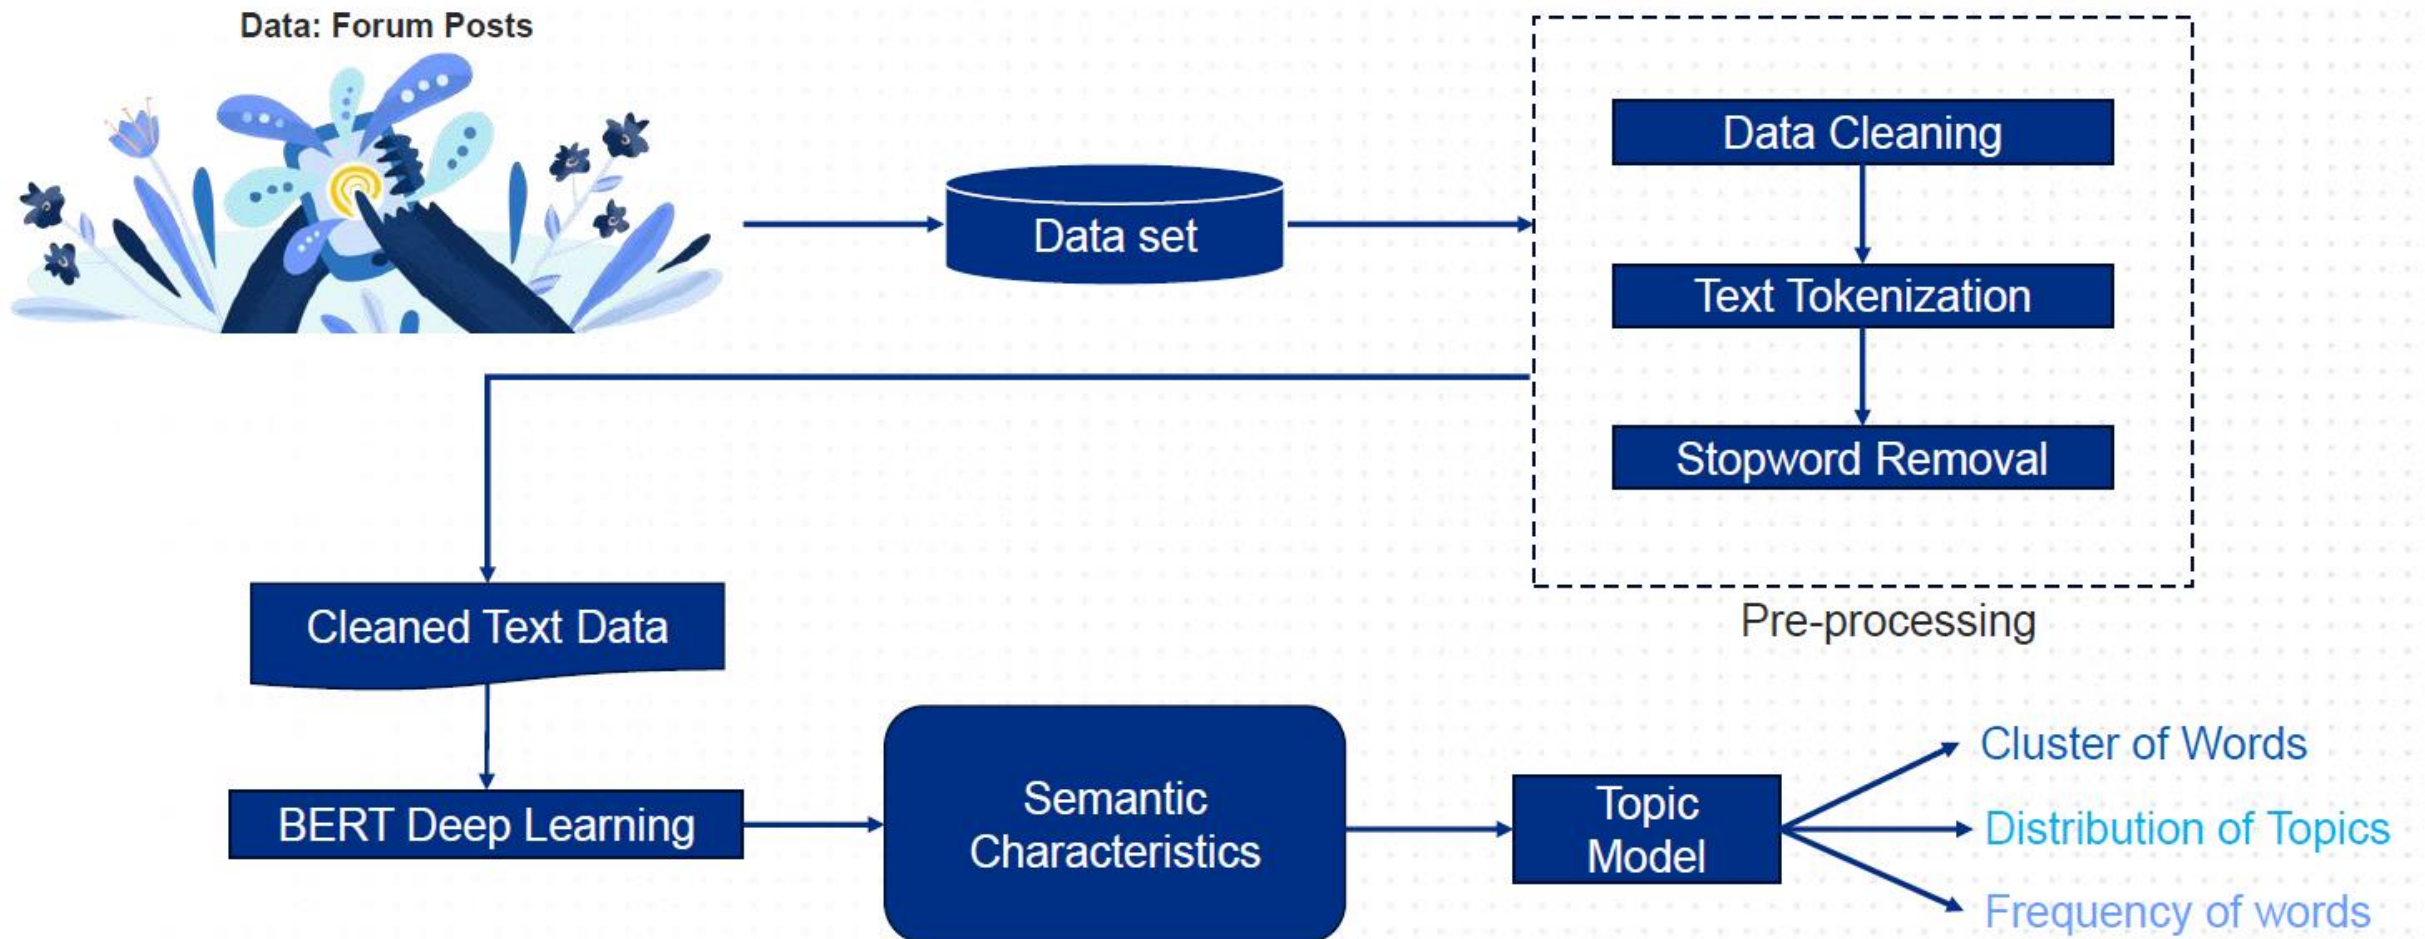 Data: Forum Posts
Data set
Data Cleaning
Text Tokenization
Stopword Removal
Pre-processing
Cleaned Text Data
BERT Deep Learning
Semantic
Characteristics
Topic
Model
Cluster of Words
Distribution of Topics
Frequency of words